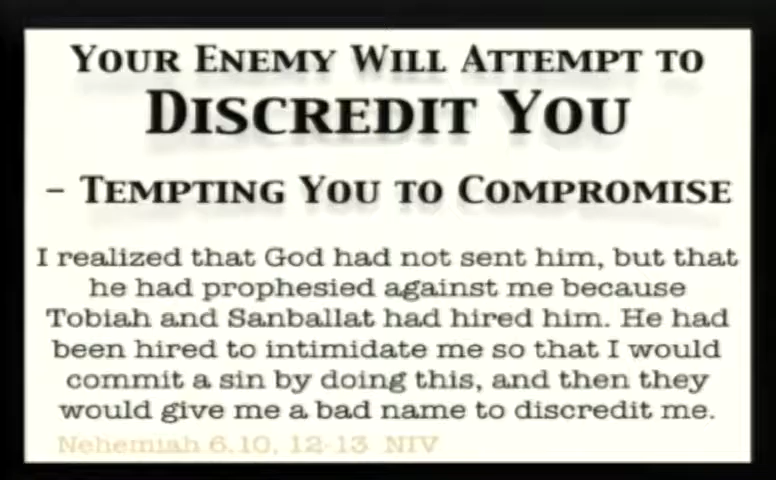 Your Enemy Will Attempt to
Discredit You
– Tempting You to Compromise
I realized that God had not sent him, but that
he had prophesied against me because
Tobiah and Sanballat had hired him. He had
been hired to intimidate me so that I would
commit a sin by doing this, and then they
would give me a bad name to discredit me.
Nehemiah 6.10, 12-13 NIV